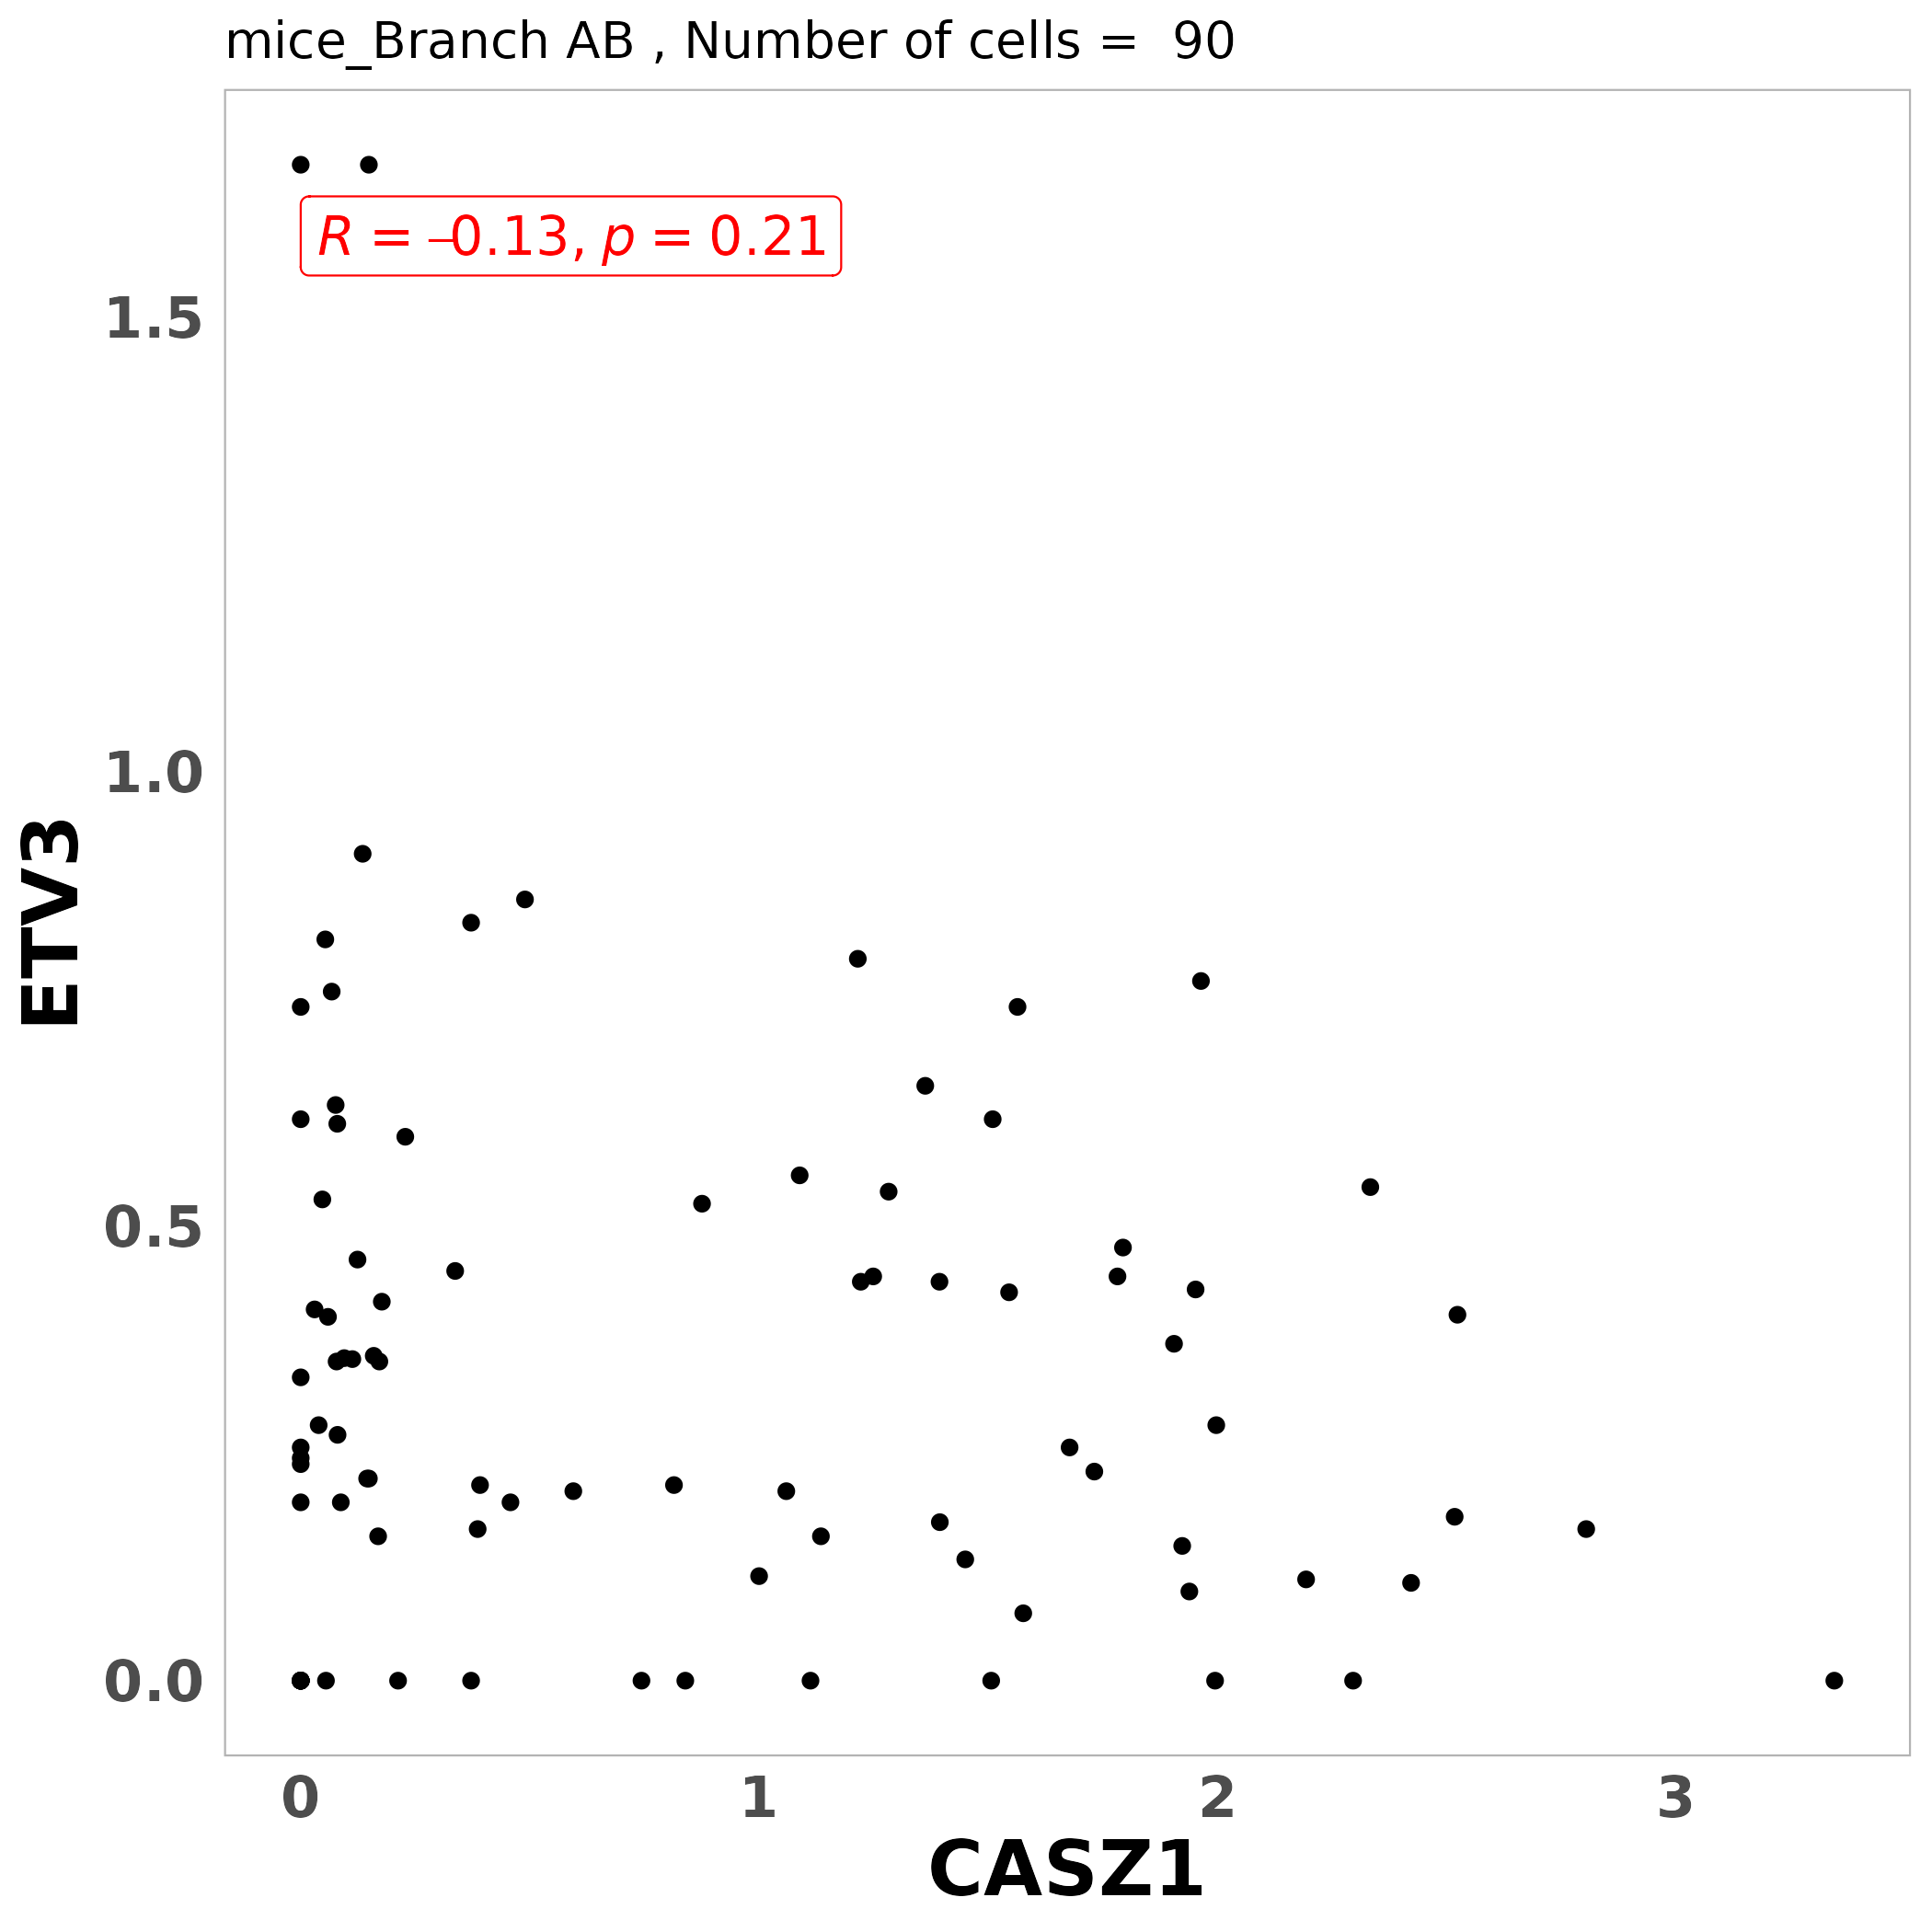 mice_Branch AB , Number of cells =  90
R = –0.13, p = 0.21
1.5
1.0
0.5
0.0
ETV3
0 1 2 3
CASZ1